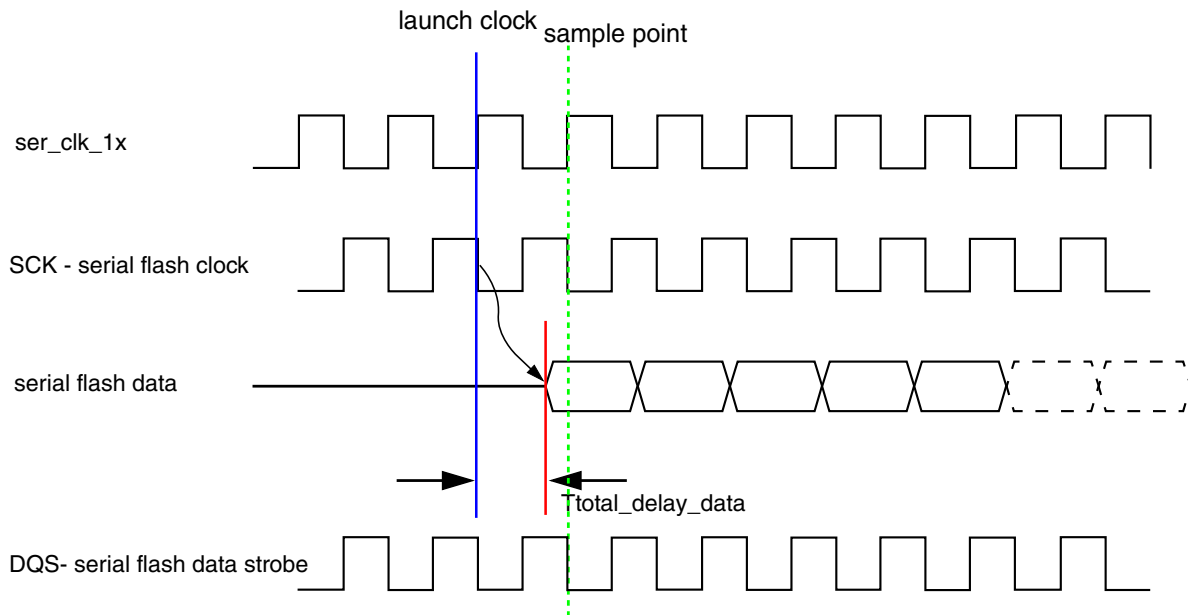 launch clock
sample point
ser_clk_1x
SCK - serial flash clock
serial flash data
Ttotal_delay_data
DQS- serial flash data strobe